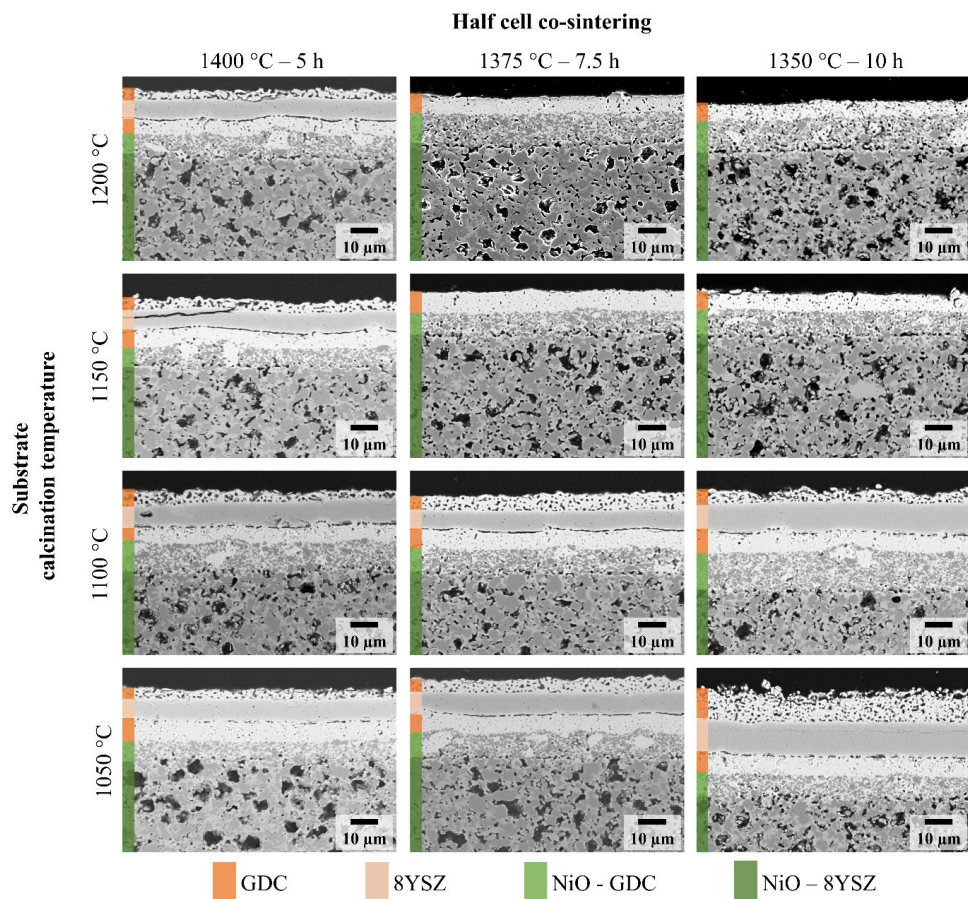 Half cell co-sintering
1400 °C – 5 h
1375 °C – 7.5 h
1350 °C – 10 h
Substrate
calcination temperature
1200 °C
10 µm
10 µm
10 µm
1150 °C
10 µm
10 µm
10 µm
1100 °C
10 µm
10 µm
10 µm
1050 °C
10 µm
10 µm
10 µm
GDC
8YSZ
NiO - GDC
NiO – 8YSZ